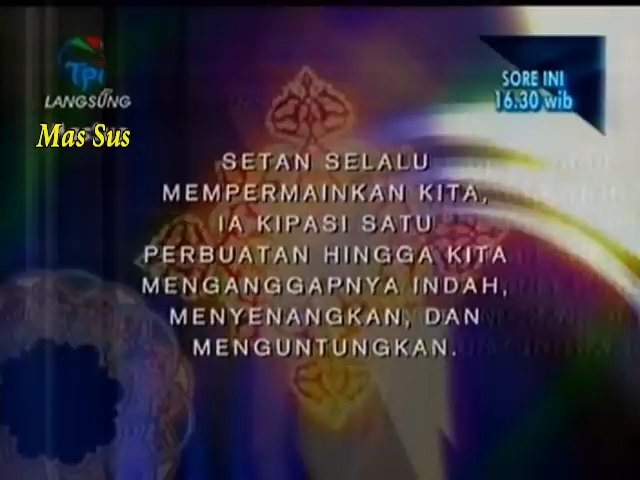 TPI
LANGSUNG
Mas Sus
SORE INI
16.30 wib
SETAN SELALU
MEMPERMAINKAN KITA,
IA KIPASI SATU
PERBUATAN HINGGA KITA
MENGANGGAPNYA INDAH,
MENYENANGKAN, DAN
MENGUNTUNGKAN.